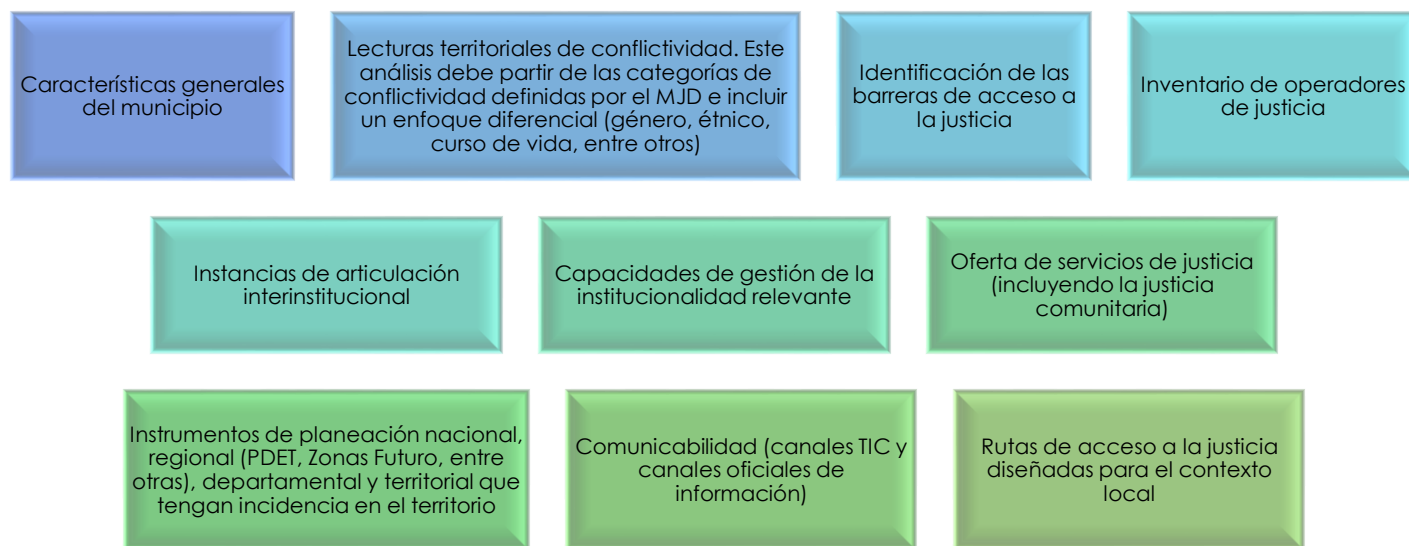 Características generales
del municipio
Lecturas territoriales de conflictividad. Este
análisis debe partir de las categorías de
conflictividad definidas por el MJD e incluir
un enfoque diferencial (género, étnico,
curso de vida, entre otros)
Identificación de las
barreras de acceso a
la justicia
Inventario de operadores
de justicia
Instancias de articulación
interinstitucional
Capacidades de gestión de la
institucionalidad relevante
Oferta de servicios de justicia
(incluyendo la justicia
comunitaria)
Instrumentos de planeación nacional,
regional (PDET, Zonas Futuro, entre
otras), departamental y territorial que
tengan incidencia en el territorio
Comunicabilidad (canales TIC y
canales oficiales de
información)
Rutas de acceso a la justicia
diseñadas para el contexto
local